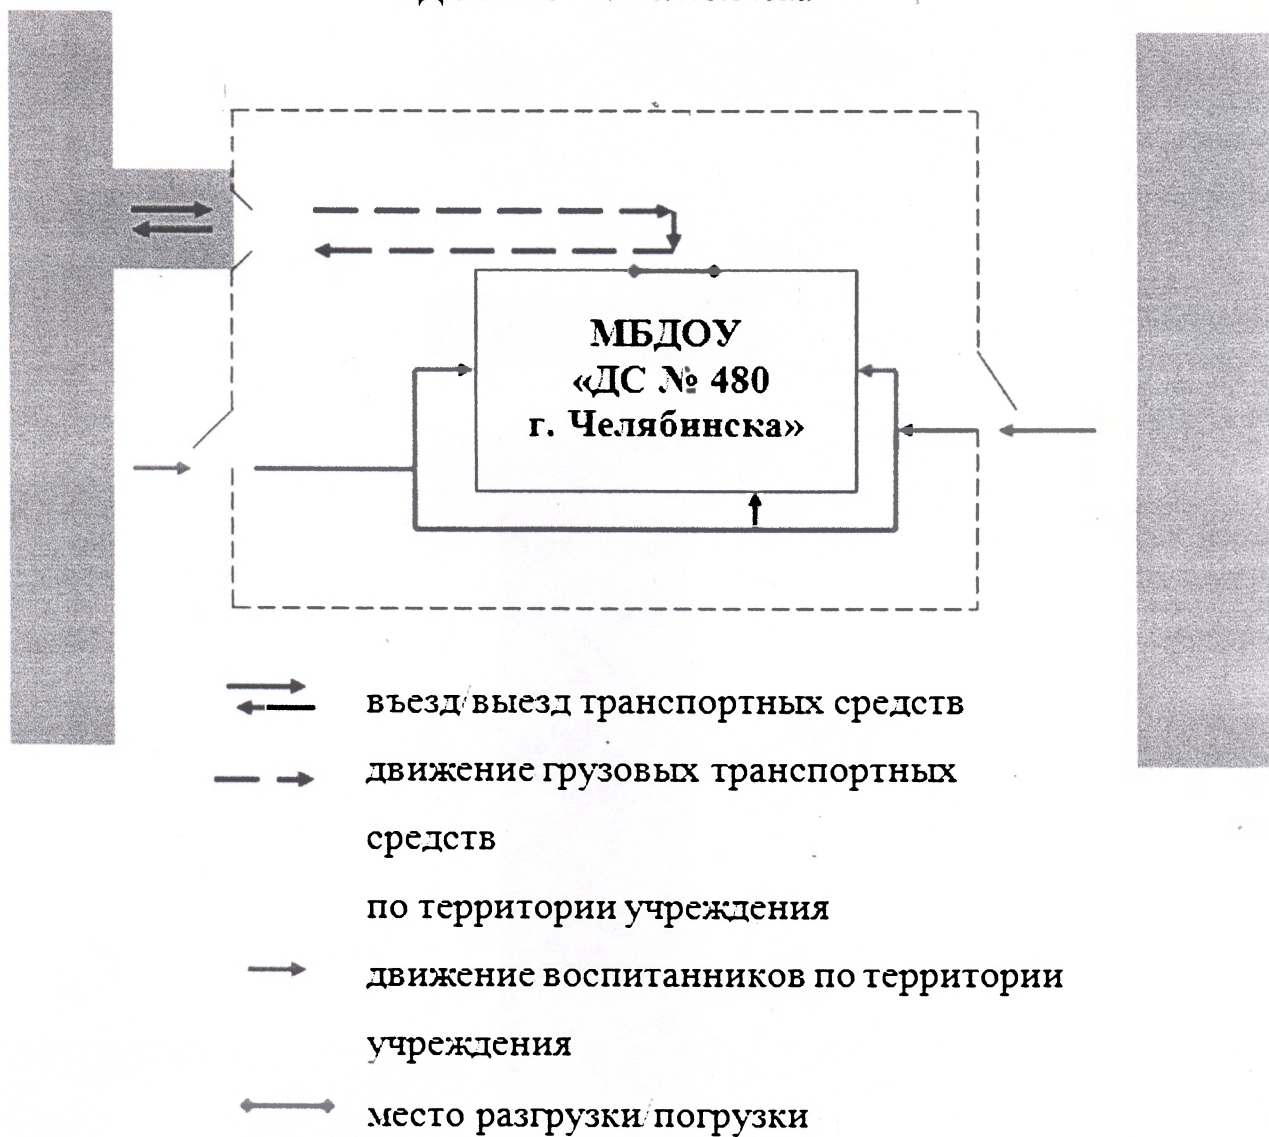 МБДОУ
«ДС № 480
г. Челябинска»
въезд/выезд транспортных средств
движение грузовых транспортных
средств
по территории учреждения
движение воспитанников по территории
учреждения
место разгрузки/погрузки